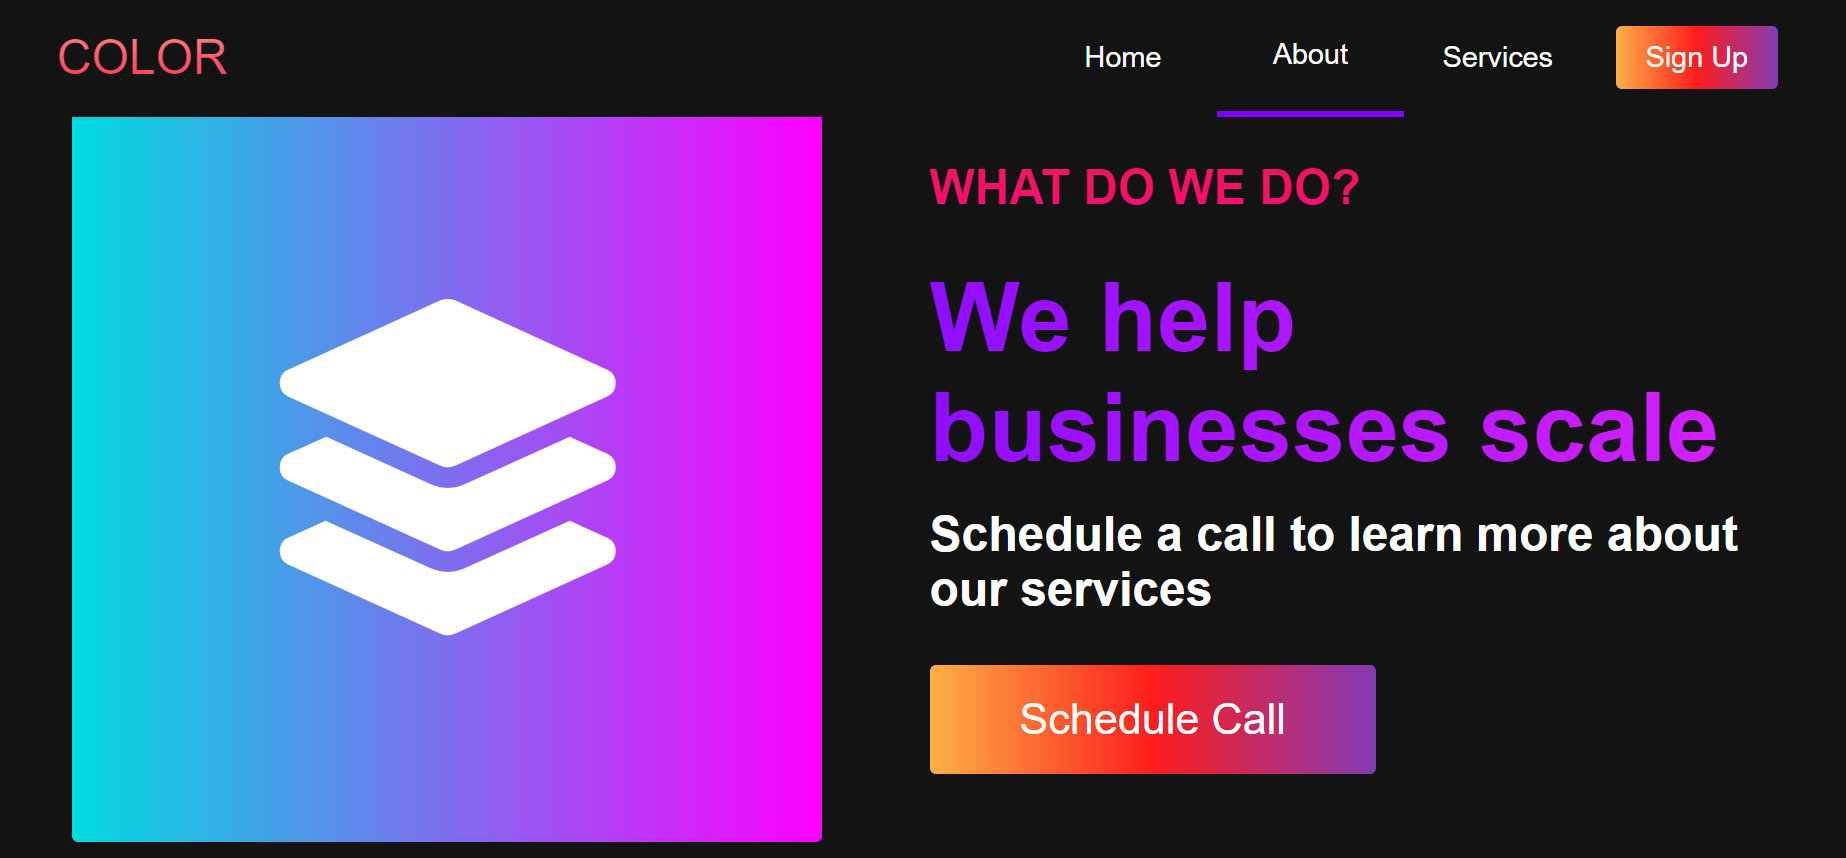 COLOR
Home
About
Services
Sign Up
WHAT DO WE DO?
We help
businesses scale
Schedule a call to learn more about
our services
Schedule Call